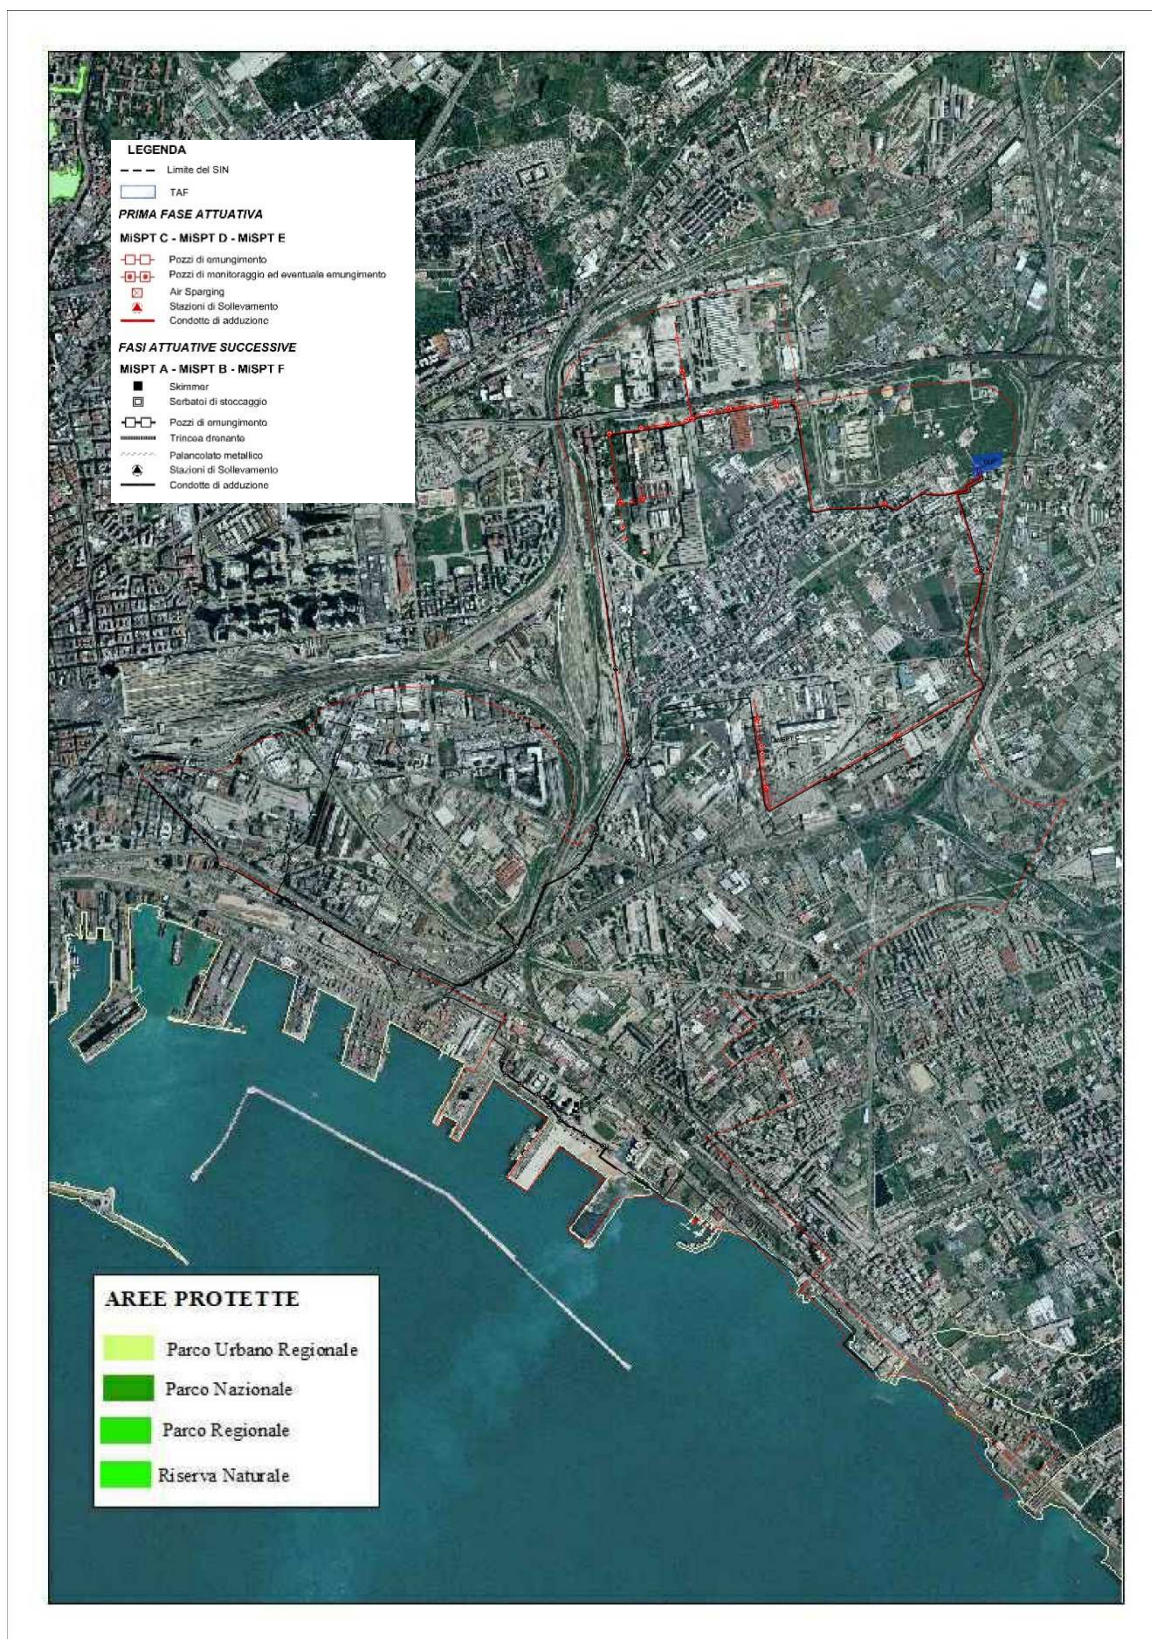 LEGENDA
Limite del SIN
TAF
PRIMA FASE ATTUATIVA
MiSPT C - MiSPT D - MiSPT E
Pozzi di emungimento
Pozzi di monitoraggio ed eventuale emungimento
Air Sparging
Stazioni di Sollevamento
Condotte di adduzione
FASI ATTUATIVE SUCCESSIVE
MiSPT A - MiSPT B - MiSPT F
Skimmer
Serbatoi di stoccaggio
Pozzi di emungimento
Trincea drenante
Palancolato metallico
Stazioni di Sollevamento
Condotte di adduzione
TAF
AREE PROTETTE
Parco Urbano Regionale
Parco Nazionale
Parco Regionale
Riserva Naturale